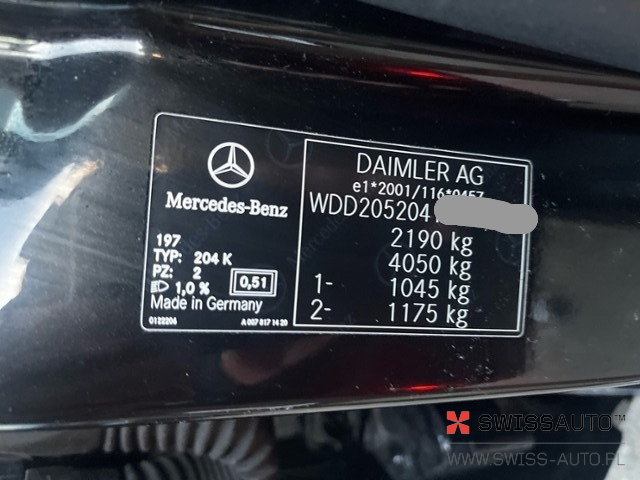 Mercedes-Benz
197
TYP: 204 K
PZ: 2
1,0 %
0,51
Made in Germany
0122206
A 007 817 14 20
DAIMLER AG
e1*2001/116*0457
WDD205204
2190 kg
4050 kg
1- 1045 kg
2- 1175 kg
SWISSAUTO™
WWW.SWISS-AUTO.PL